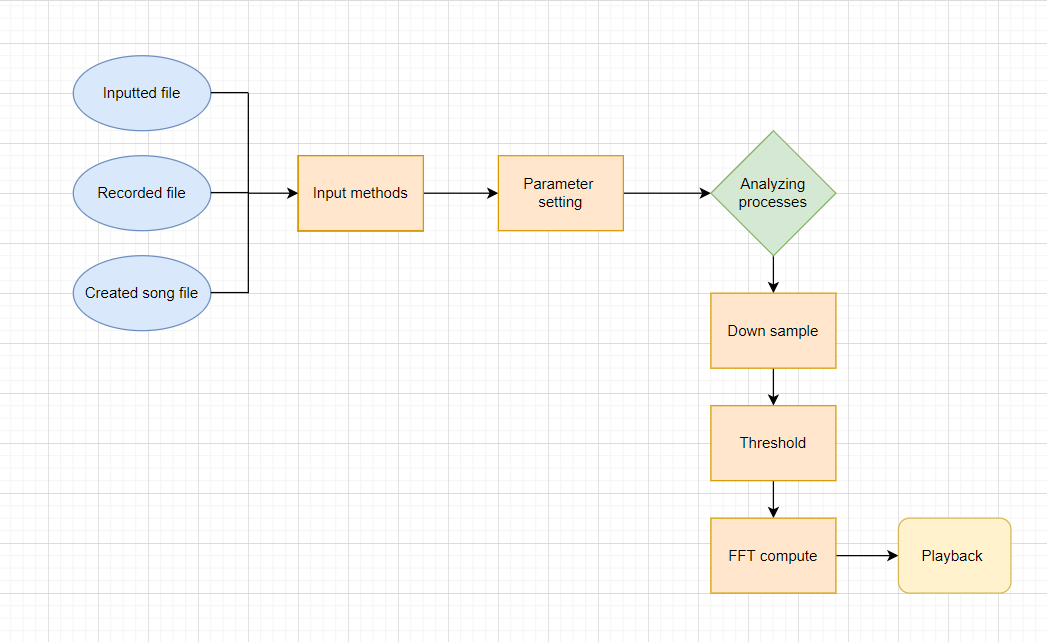 Inputted file
Recorded file
Created song file
Input methods
Parameter
setting
Analyzing
processes
Down sample
Threshold
FFT compute
Playback